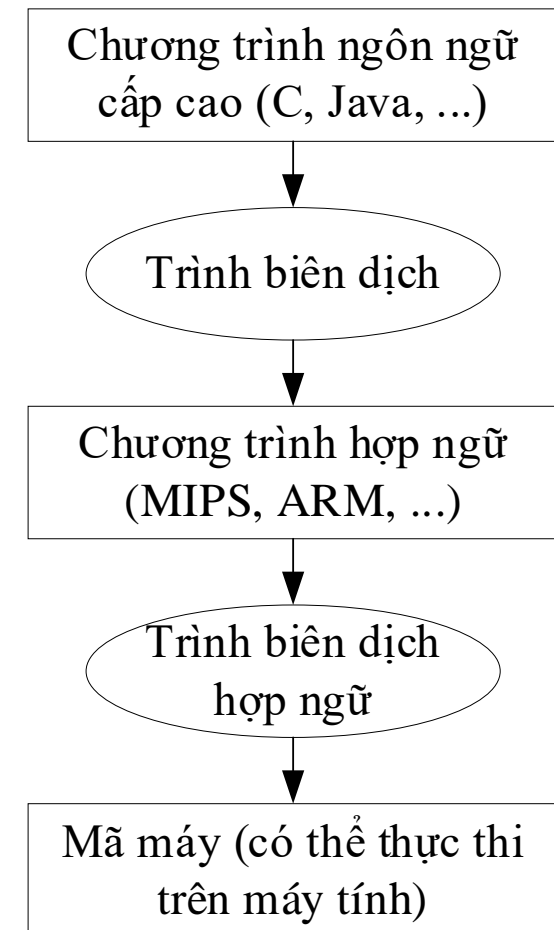 Chương trình ngôn ngữ
cấp cao (C, Java, ...)
Trình biên dịch
Chương trình hợp ngữ
(MIPS, ARM, ...)
Trình biên dịch
hợp ngữ
Mã máy (có thể thực thi
trên máy tính)